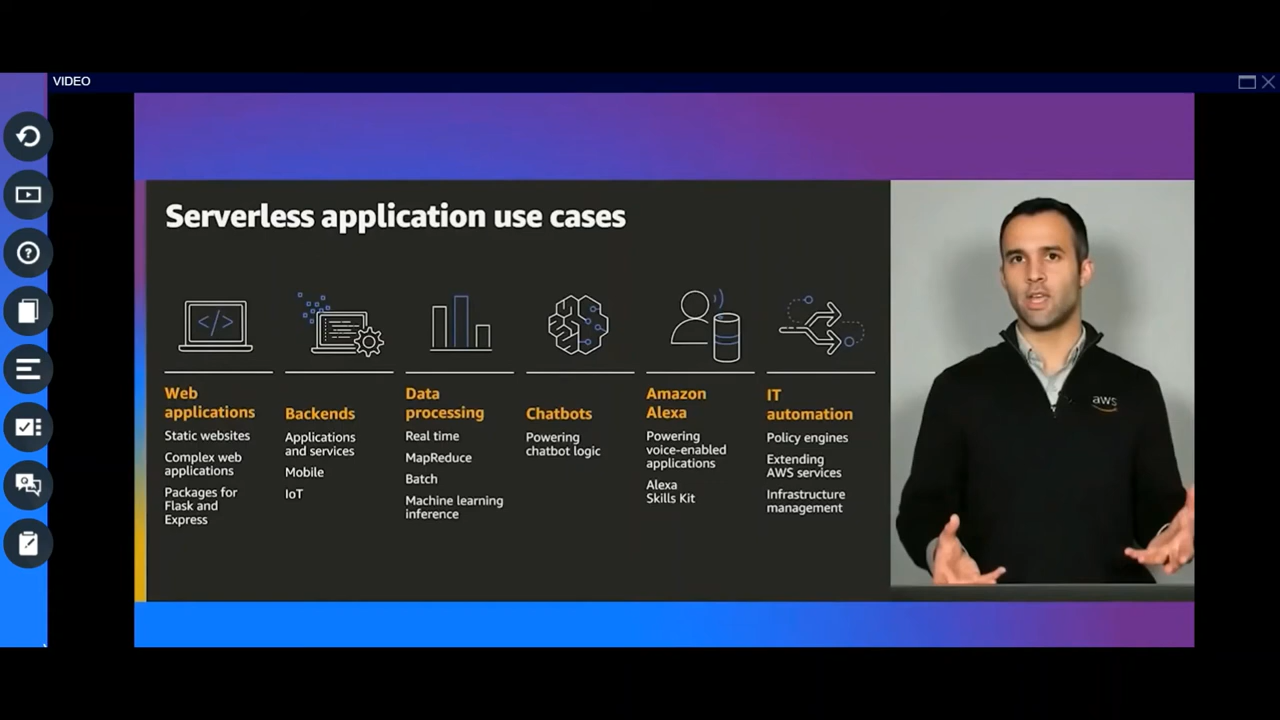 VIDEO
Serverless application use cases
</>
Web
applications
Static websites
Complex web
applications
Packages for
Flask and
Express
Backends
Applications
and services
Mobile
IoT
Data
processing
Real time
MapReduce
Batch
Machine learning
inference
Chatbots
Powering
chatbot logic
Amazon
Alexa
Powering
voice-enabled
applications
Alexa
Skills Kit
IT
automation
Policy engines
Extending
AWS services
Infrastructure
management
aws